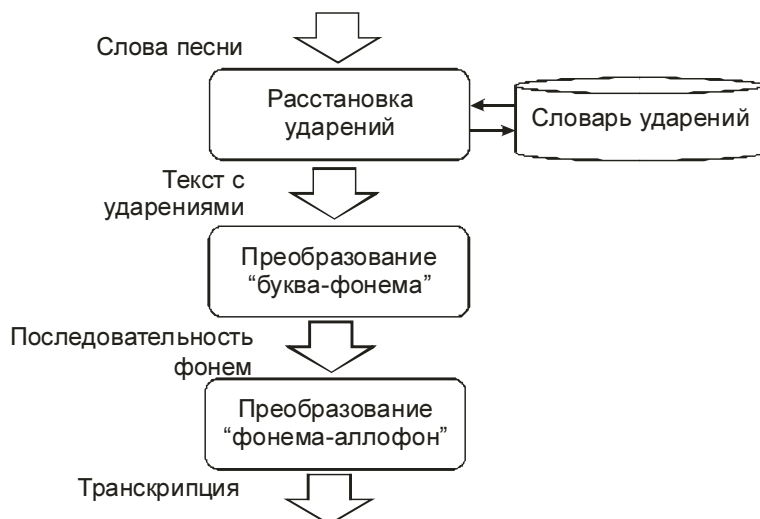 Слова песни
Расстановка
ударений
Словарь ударений
Текст с
ударениями
Преобразование
“буква-фонема”
Последовательность
фонем
Преобразование
“фонема-аллофон”
Транскрипция